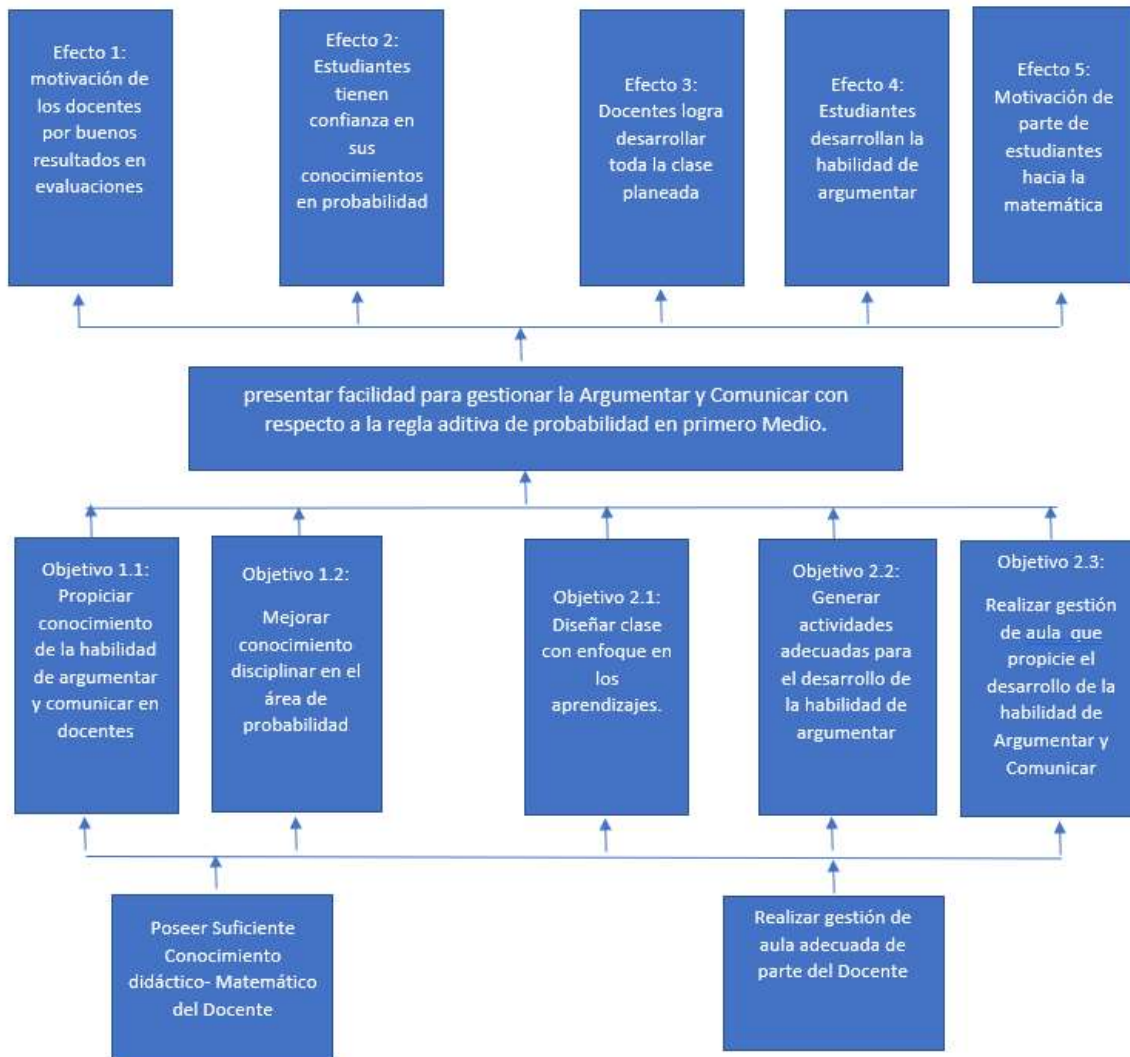 Efecto 1:
motivación de
los docentes
por buenos
resultados en
evaluaciones
Efecto 2:
Estudiantes
tienen
confianza en
sus
conocimientos
en probabilidad
Efecto 3:
Docentes logra
desarrollar
toda la clase
planeada
Efecto 4:
Estudiantes
desarrollan la
habilidad de
argumentar
Efecto 5:
Motivación de
parte de
estudiantes
hacia la
matemática
presentar facilidad para gestionar la Argumentar y Comunicar con
respecto a la regla aditiva de probabilidad en primero Medio.
Objetivo 1.1:
Propiciar
conocimiento
de la habilidad
de argumentar
y comunicar en
docentes
Objetivo 1.2:
Mejorar
conocimiento
disciplinar en el
área de
probabilidad
Objetivo 2.1:
Diseñar clase
con enfoque en
los
aprendizajes.
Objetivo 2.2:
Generar
actividades
adecuadas para
el desarrollo de
la habilidad de
argumentar
Objetivo 2.3:
Realizar gestión
de aula que
propicie el
desarrollo de la
habilidad de
Argumentar y
Comunicar
Poseer Suficiente
Conocimiento
didáctico- Matemático
del Docente
Realizar gestión de
aula adecuada de
parte del Docente